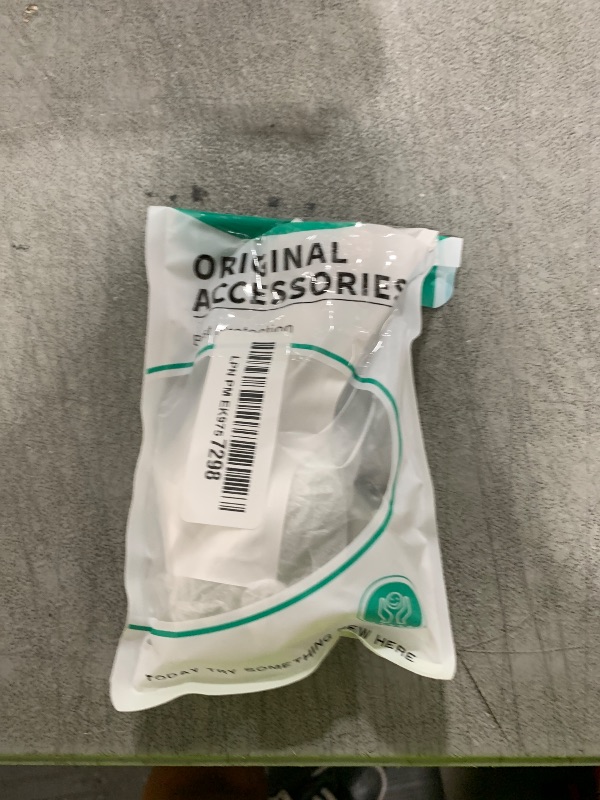 ORIGINAL
ACCESSORIES
LPN PM EK975 7298
TODAY TRY SOMETHING NEW HERE